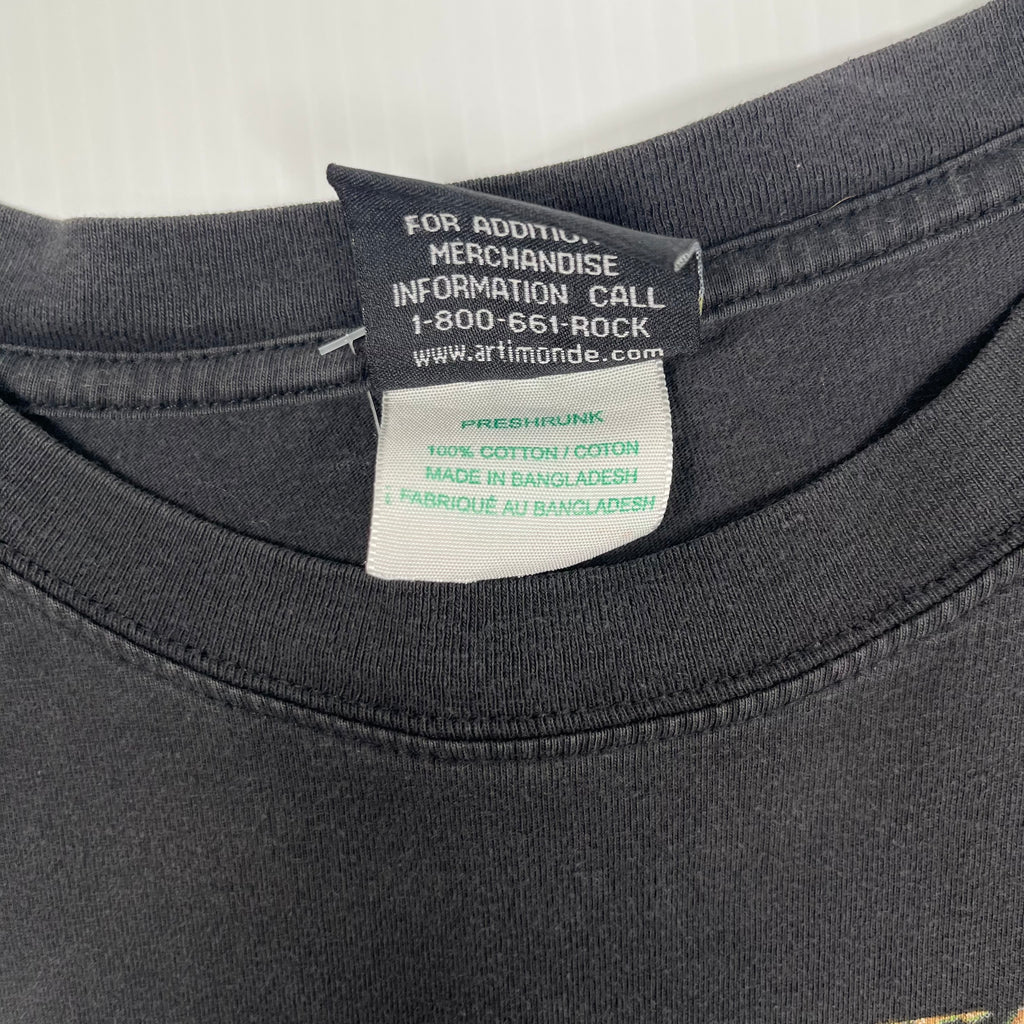 FOR
MERCHANDISE
INFORMATION CALL
1-800-661-ROCK
www.artimonde.com
PRESHRUNK
100% COTTON / COTON
MADE IN BANGLADESH
FABRIQUÉ AU BANGLADESH